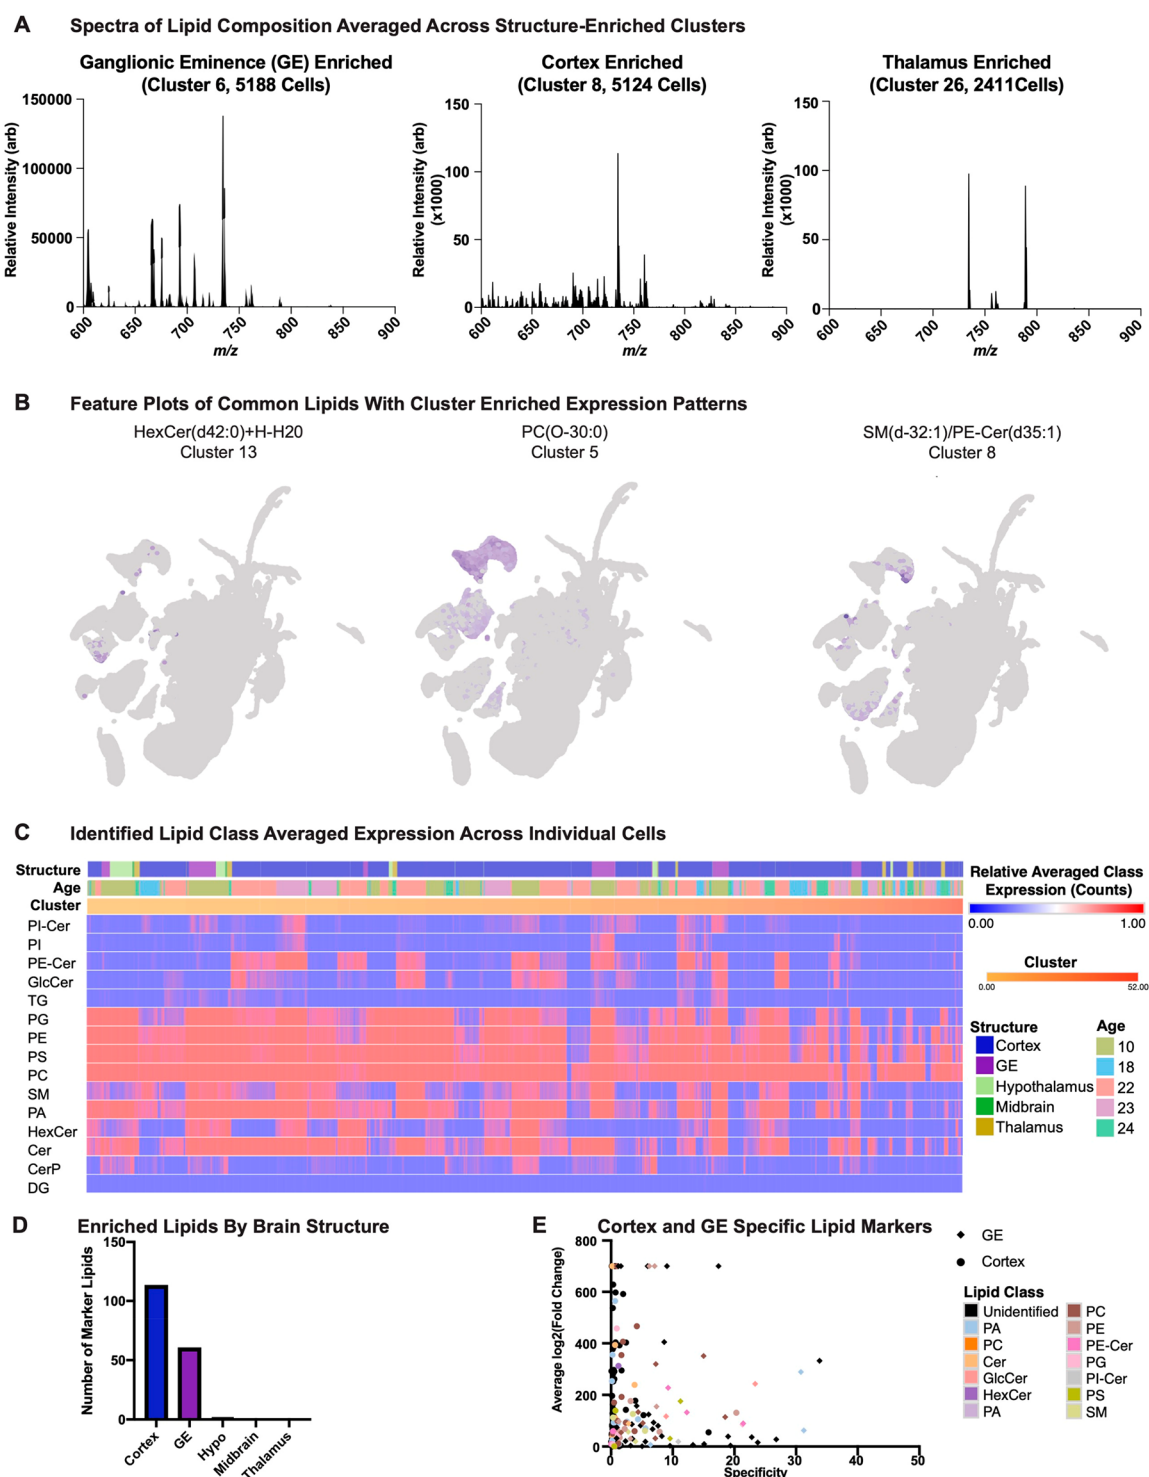 A Spectra of Lipid Composition Averaged Across Structure-Enriched Clusters
Ganglionic Eminence (GE) Enriched
(Cluster 6, 5188 Cells)
Relative Intensity (arb)
150000
100000
50000
0
600 650 700 750 800 850 900
m/z
Cortex Enriched
(Cluster 8, 5124 Cells)
Relative Intensity (arb)
(x1000)
150
100
50
0
600 650 700 750 800 850 900
m/z
Thalamus Enriched
(Cluster 26, 2411Cells)
Relative Intensity (arb)
(x1000)
150
100
50
0
600 650 700 750 800 850 900
m/z
B Feature Plots of Common Lipids With Cluster Enriched Expression Patterns
HexCer(d42:0)+H-H20
Cluster 13
PC(O-30:0)
Cluster 5
SM(d-32:1)/PE-Cer(d35:1)
Cluster 8
C Identified Lipid Class Averaged Expression Across Individual Cells
Structure
Age
Cluster
PI-Cer
PI
PE-Cer
GlcCer
TG
PG
PE
PS
PC
SM
PA
HexCer
Cer
CerP
DG
Relative Averaged Class
Expression (Counts)
0.00 1.00
Cluster
0.00 52.00
Structure
Cortex
GE
Hypothalamus
Midbrain
Thalamus
Age
10
18
22
23
24
D Enriched Lipids By Brain Structure
Number of Marker Lipids
150
100
50
0
Cortex
GE
Hypo
Midbrain
Thalamus
E Cortex and GE Specific Lipid Markers
Average log2(Fold Change)
800
600
400
200
0
0 10 20 30 40 50
Specificity
GE
Cortex
Lipid Class
Unidentified
PA
PC
Cer
GlcCer
HexCer
PA
PC
PE
PE-Cer
PG
PI-Cer
PS
SM